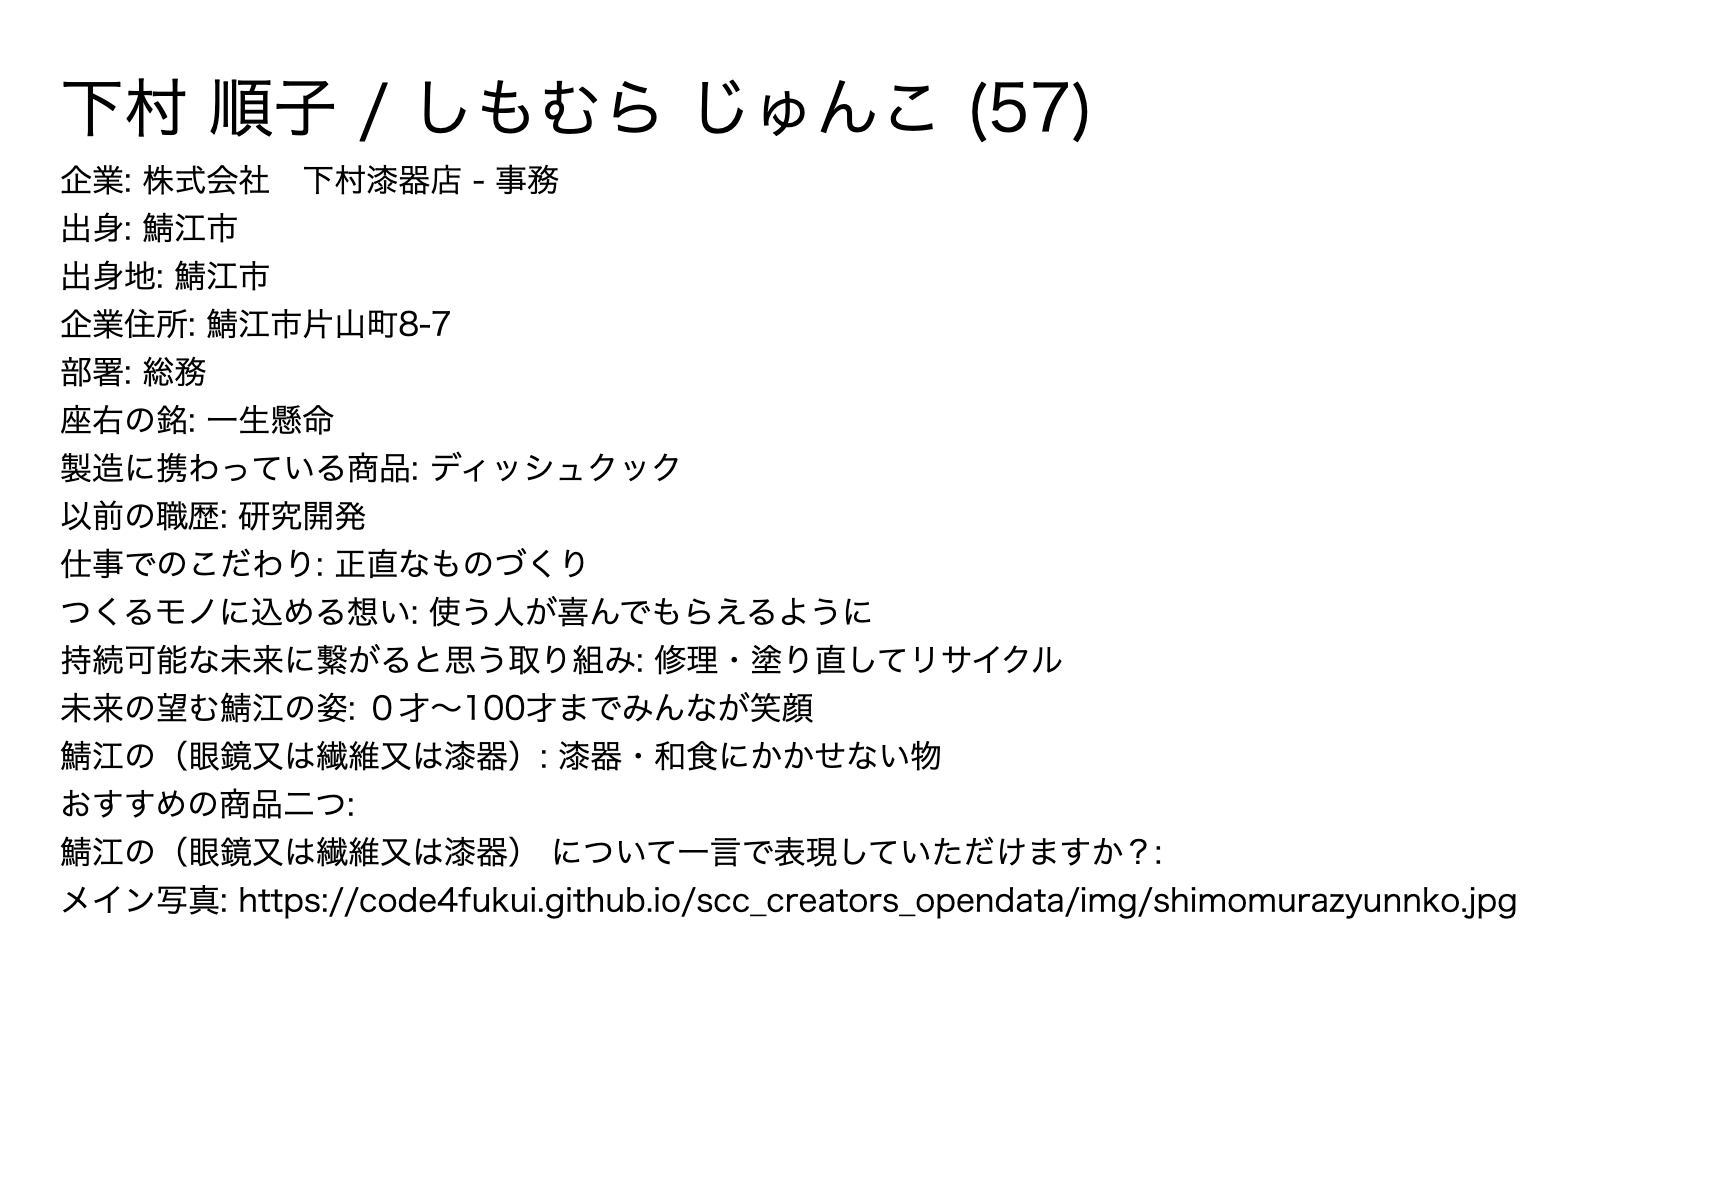 下村 順子 / しもむら じゅんこ (57)
企業: 株式会社　下村漆器店 - 事務
出身: 鯖江市
出身地: 鯖江市
企業住所: 鯖江市片山町8-7
部署: 総務
座右の銘: 一生懸命
製造に携わっている商品: ディッシュクック
以前の職歴: 研究開発
仕事でのこだわり: 正直なものづくり
つくるモノに込める想い: 使う人が喜んでもらえるように
持続可能な未来に繋がると思う取り組み: 修理・塗り直してリサイクル
未来の望む鯖江の姿: ０才〜100才までみんなが笑顔
鯖江の（眼鏡又は繊維又は漆器）: 漆器・和食にかかせない物
おすすめの商品二つ:
鯖江の（眼鏡又は繊維又は漆器） について一言で表現していただけますか？:
メイン写真: https://code4fukui.github.io/scc_creators_opendata/img/shimomurazyunnko.jpg